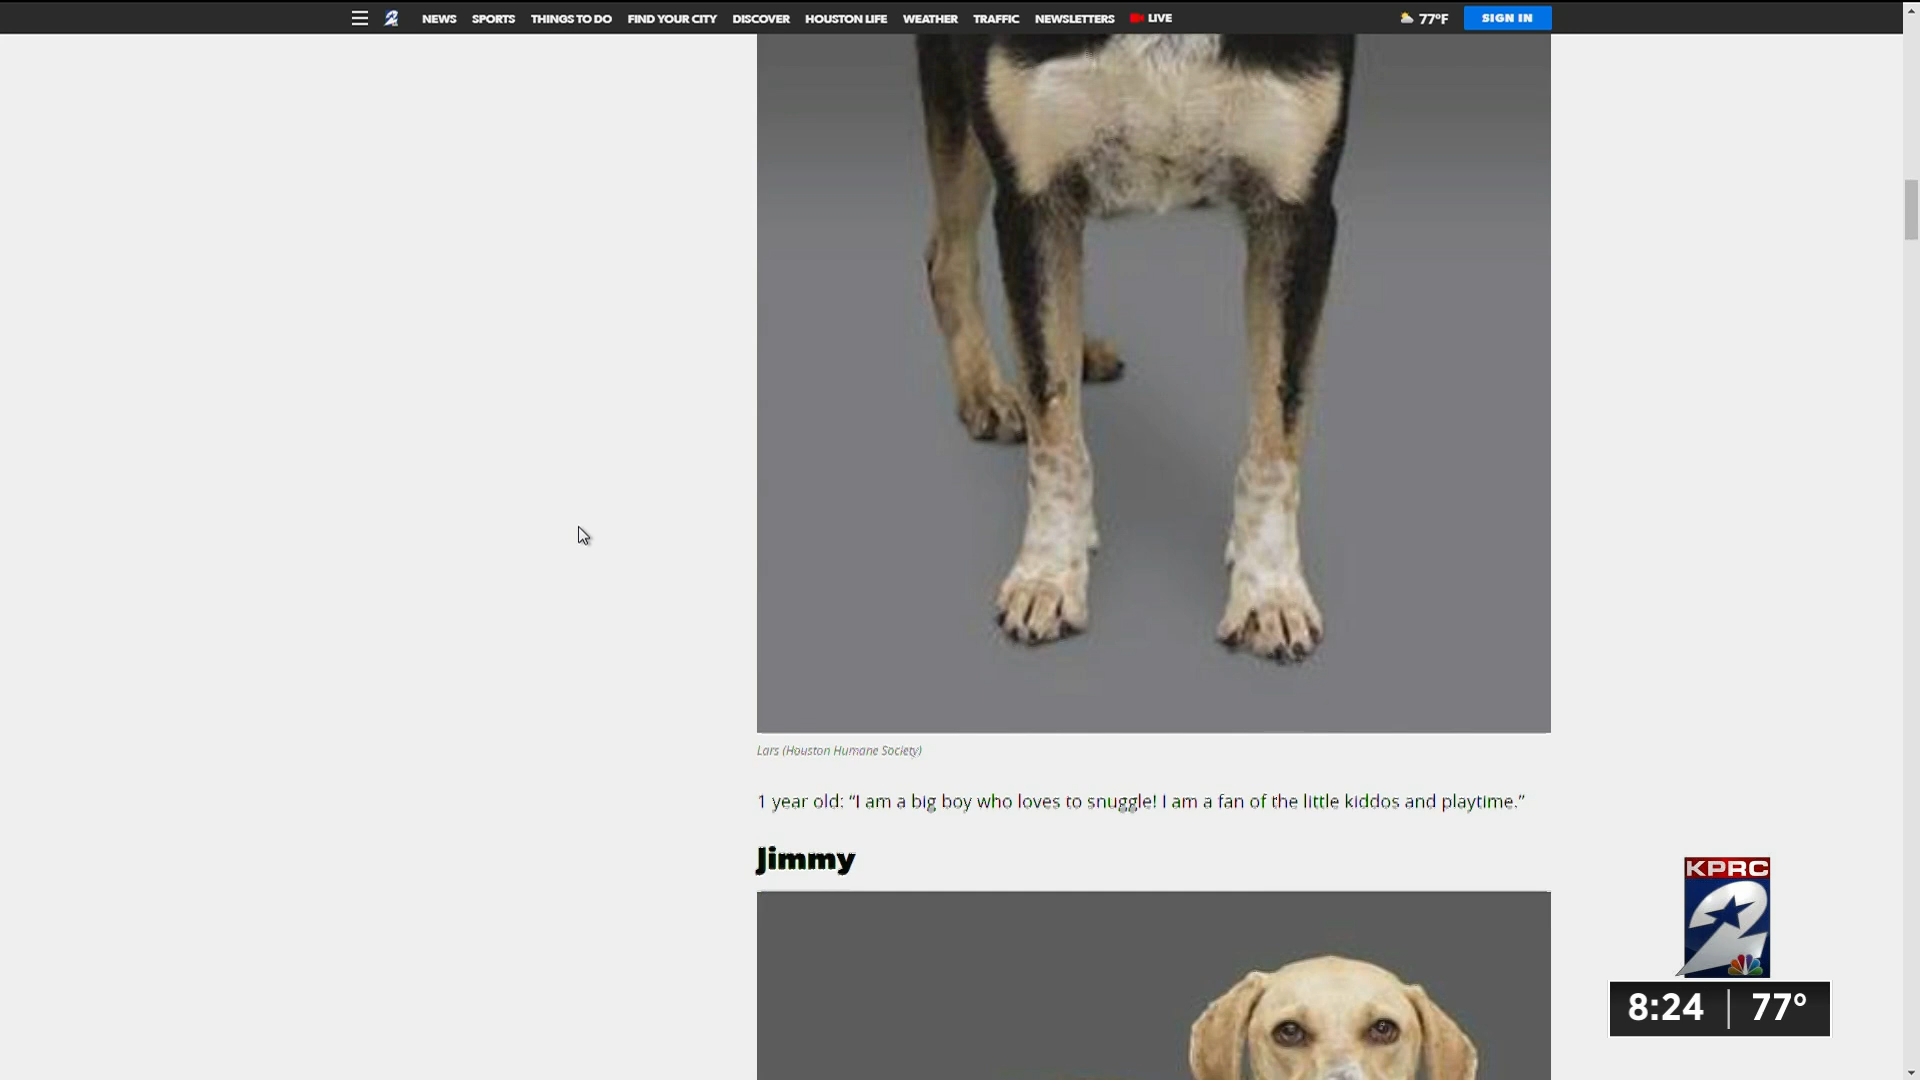 NEWS SPORTS THINGS TO DO FIND YOUR CITY DISCOVER HOUSTON LIFE WEATHER TRAFFIC NEWSLETTERS LIVE 77°F SIGN IN
Lars (Houston Humane Society)
1 year old: “I am a big boy who loves to snuggle! I am a fan of the little kiddos and playtime.”
Jimmy
KPRC
2
8:24 77°